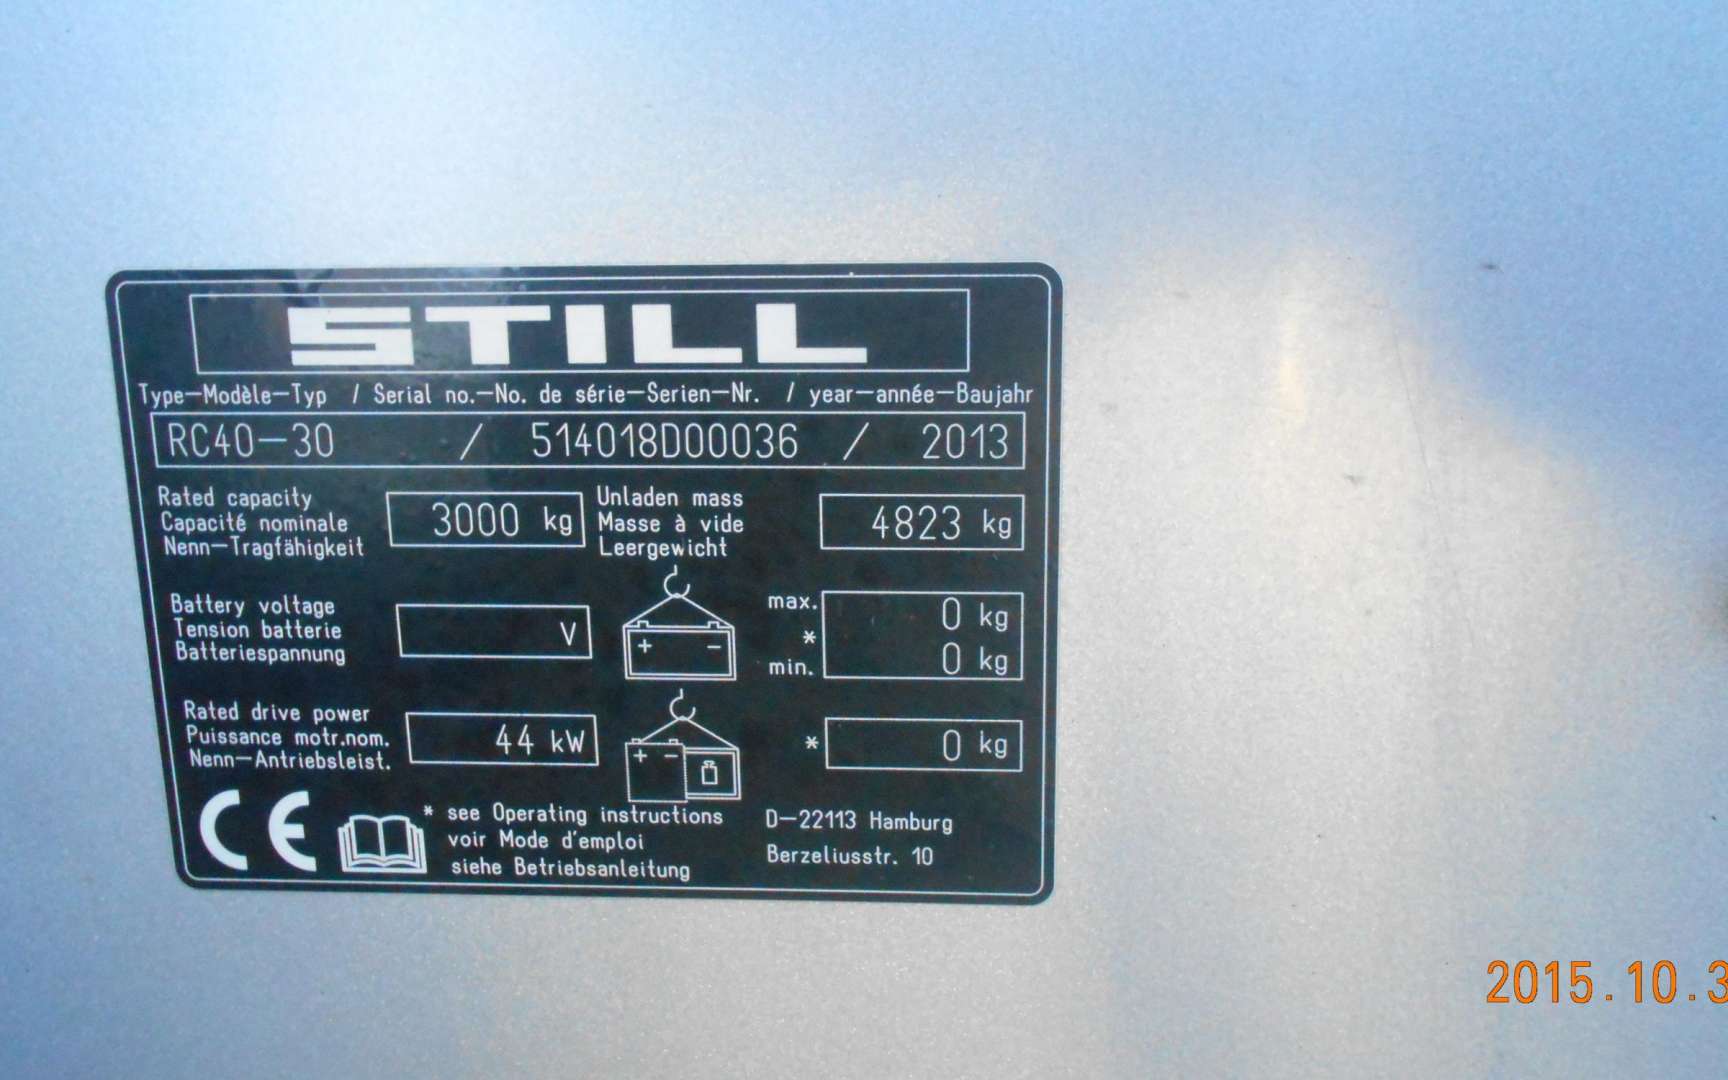 STILL
Type-Modèle-Typ / Serial no.-No. de série-Serien-Nr. / year-année-Baujahr
RC40-30 / 514018D00036 / 2013
Rated capacity
Capacité nominale
Nenn-Tragfähigkeit
3000 kg
Unladen mass
Masse à vide
Leergewicht
4823 kg
Battery voltage
Tension batterie
Batteriespannung
V
+ -
max. 0 kg
*
min. 0 kg
Rated drive power
Puissance motr.nom.
Nenn-Antriebsleist.
44 kW
+ -
* 0 kg
CE
* see Operating instructions
voir Mode d'emploi
siehe Betriebsanleitung
D-22113 Hamburg
Berzeliusstr. 10
2015.10.3